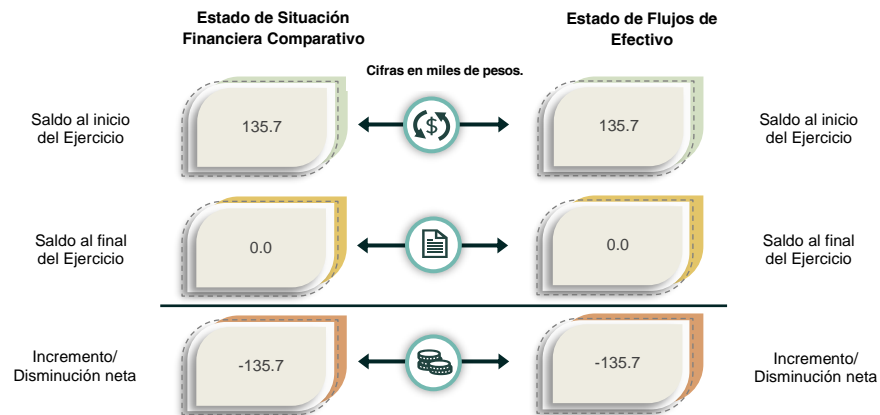 Estado de Situación
Financiera Comparativo
Estado de Flujos de
Efectivo
Cifras en miles de pesos.
Saldo al inicio
del Ejercicio
135.7
$
135.7
Saldo al inicio
del Ejercicio
Saldo al final
del Ejercicio
0.0
0.0
Saldo al final
del Ejercicio
Incremento/
Disminución neta
-135.7
-135.7
Incremento/
Disminución neta